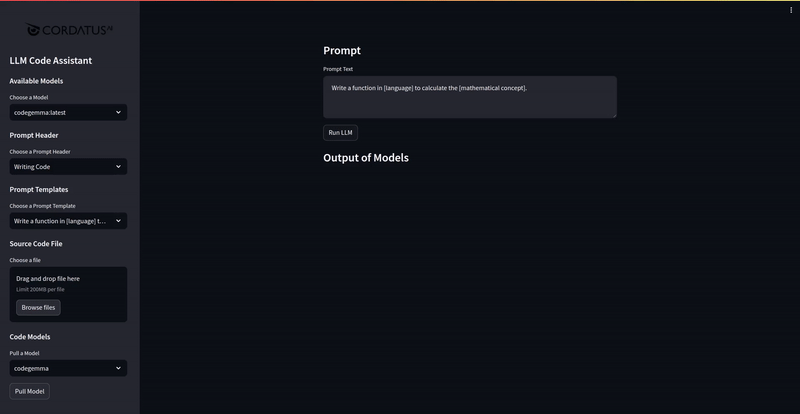 CORDATUS
LLM Code Assistant
Available Models
Choose a Model
codegemma:latest
Prompt Header
Choose a Prompt Header
Writing Code
Prompt Templates
Choose a Prompt Template
Write a function in [language] t...
Source Code File
Choose a file
Drag and drop file here
Limit 200MB per file
Browse files
Code Models
Pull a Model
codegemma
Pull Model
Prompt
Prompt Text
Write a function in [language] to calculate the [mathematical concept].
Run LLM
Output of Models